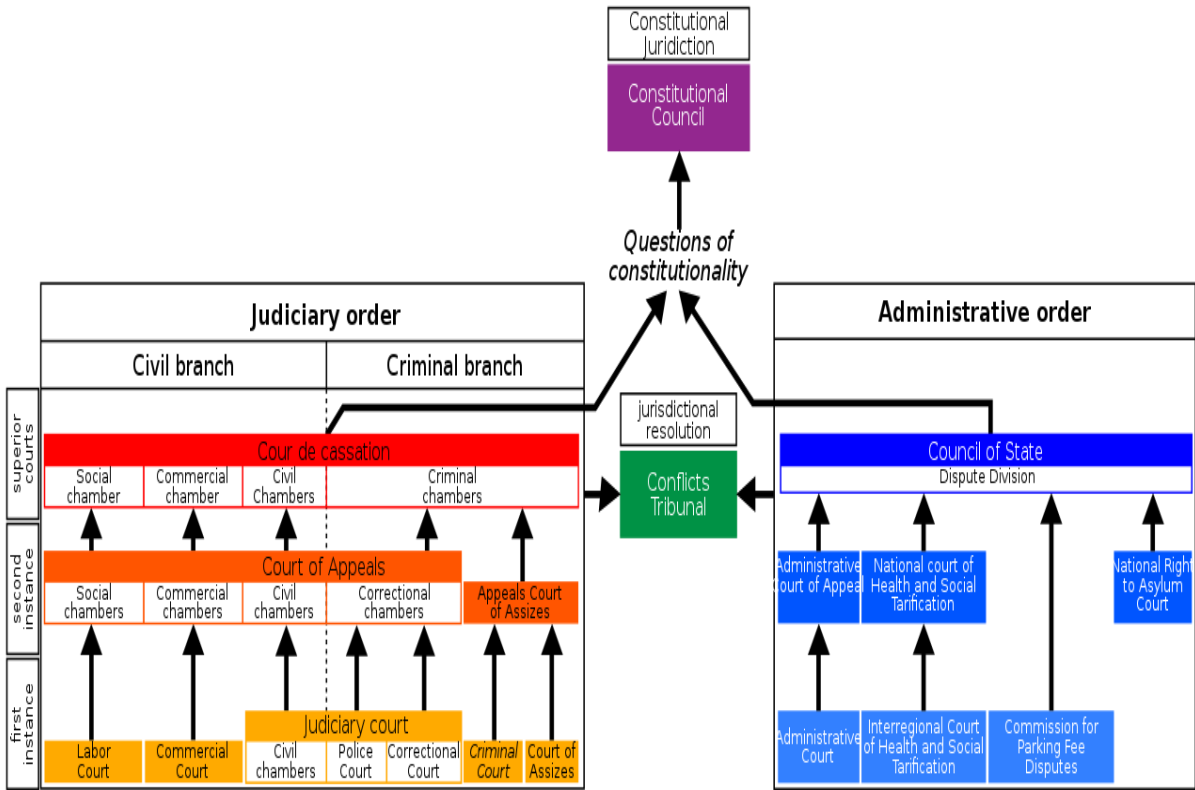 Constitutional
Juridiction
Constitutional
Council
Questions of
constitutionality
Judiciary order
Civil branch
Criminal branch
Administrative order
superior
courts
second
instance
first
instance
jurisdictional
resolution
Conflicts
Tribunal
Cour de cassation
Social
chamber
Commercial
chamber
Civil
Chambers
Criminal
chambers
Court of Appeals
Social
chambers
Commercial
chambers
Civil
chambers
Correctional
chambers
Appeals Court
of Assizes
Judiciary court
Labor
Court
Commercial
Court
Civil
chambers
Police
Court
Correctional
Court
Criminal
Court
Court of
Assizes
Council of State
Dispute Division
Administrative
Court of Appeal
National court of
Health and Social
Tarification
National Right
to Asylum
Court
Administrative
Court
Interregional Court
of Health and Social
Tarification
Commission for
Parking Fee
Disputes